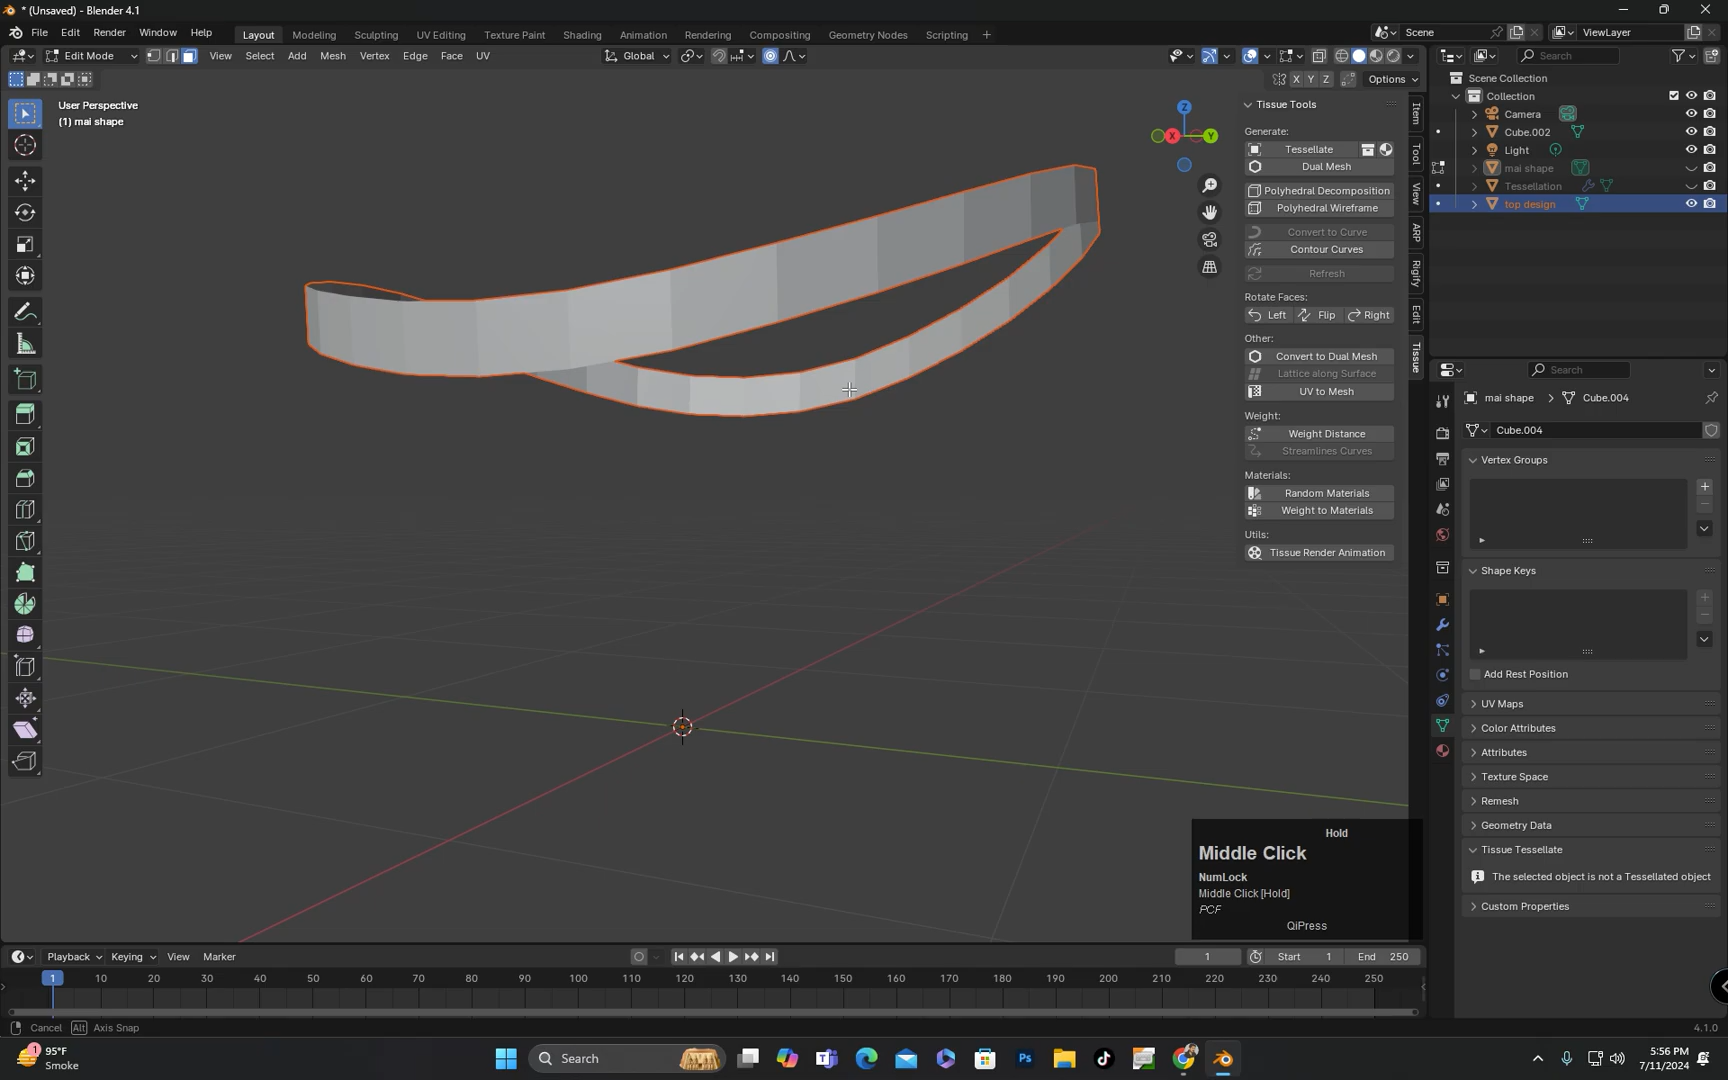 * (Unsaved) - Blender 4.1
File Edit Render Window Help Layout Modeling Sculpting UV Editing Texture Paint Shading Animation Rendering Compositing Geometry Nodes Scripting + Scene ViewLayer
Edit Mode View Select Add Mesh Vertex Edge Face UV Global Search
X Y Z Options
User Perspective
(1) mai shape
Z
X
Y
Tissue Tools
Generate:
Tessellate
Dual Mesh
Polyhedral Decomposition
Polyhedral Wireframe
Convert to Curve
Contour Curves
Refresh
Rotate Faces:
Left Flip Right
Other:
Convert to Dual Mesh
Lattice along Surface
UV to Mesh
Weight:
Weight Distance
Streamlines Curves
Materials:
Random Materials
Weight to Materials
Utils:
Tissue Render Animation
Item
Tool
View
ARP
Rigify
Edit
Tissue
Scene Collection
Collection
Camera
Cube.002
Light
mai shape
Tessellation
top design
Search
mai shape > Cube.004
Cube.004
Vertex Groups
Shape Keys
Add Rest Position
UV Maps
Color Attributes
Attributes
Texture Space
Remesh
Geometry Data
Tissue Tessellate
The selected object is not a Tessellated object
Custom Properties
Hold
Middle Click
NumLock
Middle Click [Hold]
PCF
QiPress
Playback Keying View Marker 1 Start 1 End 250
1 10 20 30 40 50 60 70 80 90 100 110 120 130 140 150 160 170 180 190 200 210 220 230 240 250
Cancel Alt Axis Snap 4.1.0
1 95°F
Smoke
Search
Ps
5:56 PM
7/11/2024